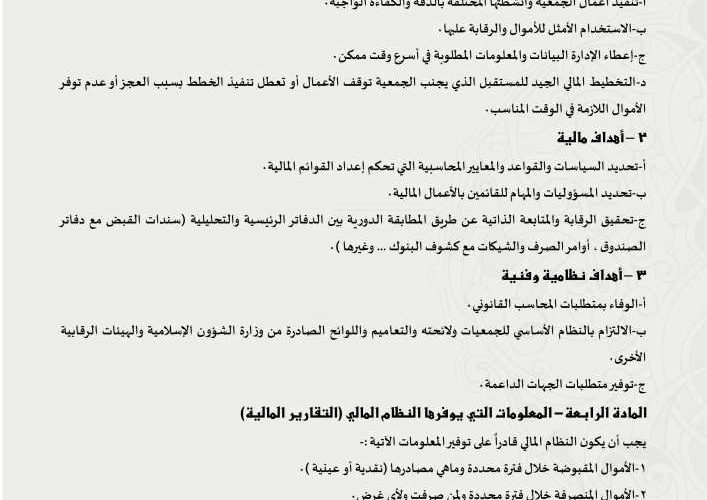 أ-تنفيذ أعمال الجمعية وأنشطتها المختلفة بالدقة والكفاءة الواجبة.
ب-الاستخدام الأمثل للأموال والرقابة عليها.
ج-إعطاء الإدارة البيانات والمعلومات المطلوبة في أسرع وقت ممكن.
د-التخطيط المالي الجيد للمستقبل الذي يجنب الجمعية توقف الأعمال أو تعطل تنفيذ الخطط بسبب العجز أو عدم توفر
الأموال اللازمة في الوقت المناسب.
٢ – أهداف مالية
أ-تحديد السياسات والقواعد والمعايير المحاسبية التي تحكم إعداد القوائم المالية.
ب-تحديد المسؤوليات والمهام للقائمين بالأعمال المالية.
ج-تحقيق الرقابة والمتابعة الذاتية عن طريق المطابقة الدورية بين الدفاتر الرئيسية والتحليلية (سندات القبض مع دفاتر
الصندوق ، أوامر الصرف والشيكات مع كشوف البنوك ... وغيرها ).
٣ – أهداف نظامية وفنية
أ-الوفاء بمتطلبات المحاسب القانوني.
ب-الالتزام بالنظام الأساسي للجمعيات ولائحته والتعاميم واللوائح الصادرة من وزارة الشؤون الإسلامية والهيئات الرقابية
الأخرى.
ج-توفير متطلبات الجهات الداعمة.
المادة الرابعة – المعلومات التي يوفرها النظام المالي (التقارير المالية)
يجب أن يكون النظام المالي قادراً على توفير المعلومات الآتية :-
١-الأموال المقبوضة خلال فترة محددة وماهي مصادرها (نقدية أو عينية ).
٢-الأموال المنصرفة خلال فترة محددة ولمن صرفت ولأي غرض.